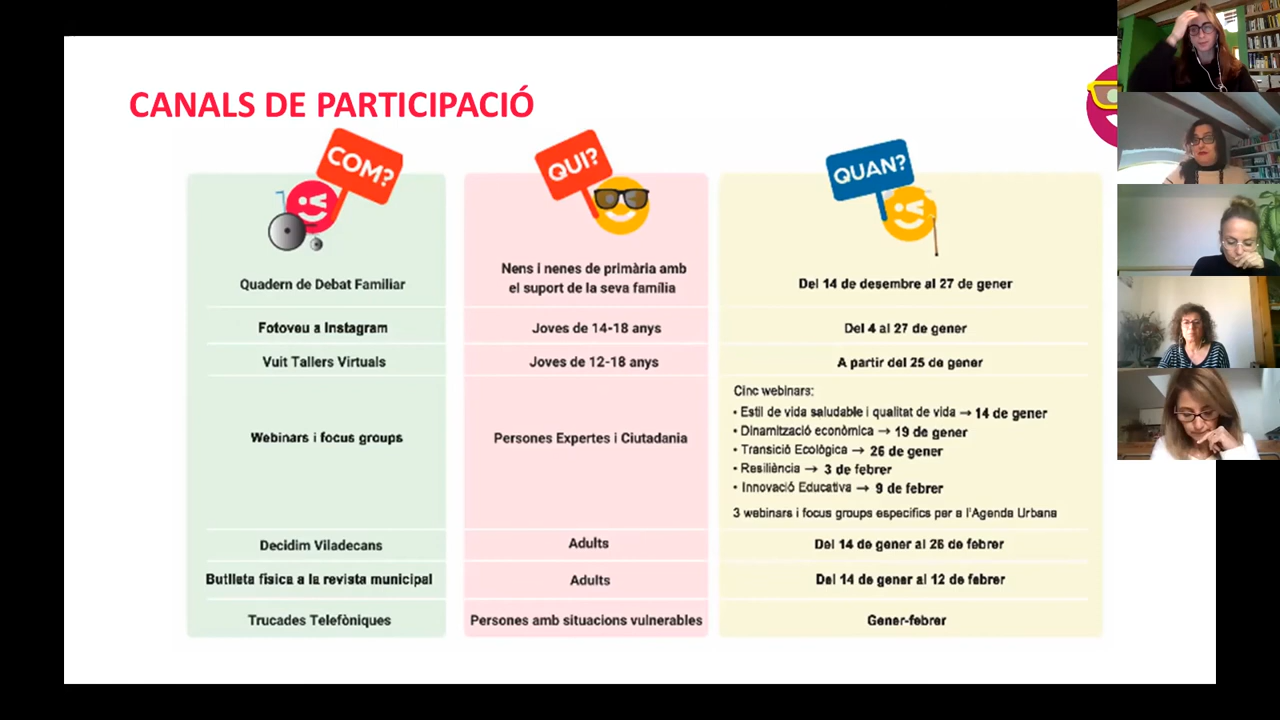 CANALS DE PARTICIPACIÓ
COM?
QUI?
QUAN?
Quadern de Debat Familiar
Nens i nenes de primària amb
el suport de la seva família
Del 14 de desembre al 27 de gener
Fotoveu a Instagram
Joves de 14-18 anys
Del 4 al 27 de gener
Vuit Tallers Virtuals
Joves de 12-18 anys
A partir del 25 de gener
Webinars i focus groups
Persones Expertes i Ciutadania
Cinc webinars:
• Estil de vida saludable i qualitat de vida → 14 de gener
• Dinamització econòmica → 19 de gener
• Transició Ecològica → 26 de gener
• Resiliència → 3 de febrer
• Innovació Educativa → 9 de febrer
3 webinars i focus groups específics per a l'Agenda Urbana
Decidim Viladecans
Adults
Del 14 de gener al 26 de febrer
Butlleta física a la revista municipal
Adults
Del 14 de gener al 12 de febrer
Trucades Telefòniques
Persones amb situacions vulnerables
Gener-febrer